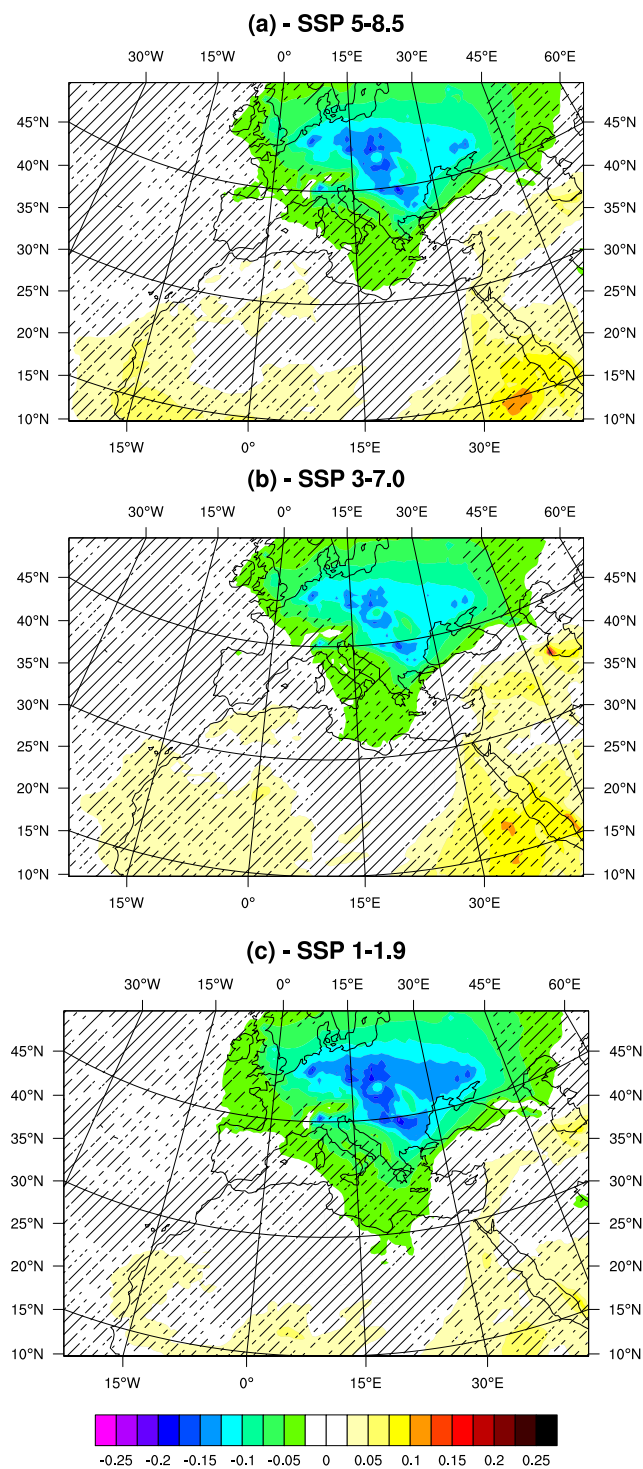 (a) - SSP 5-8.5
30°W 15°W 0° 15°E 30°E 45°E 60°E
45°N 45°N
40°N 40°N
35°N 35°N
30°N 30°N
25°N 25°N
20°N 20°N
15°N 15°N
10°N 10°N
15°W 0° 15°E 30°E
(b) - SSP 3-7.0
30°W 15°W 0° 15°E 30°E 45°E 60°E
45°N 45°N
40°N 40°N
35°N 35°N
30°N 30°N
25°N 25°N
20°N 20°N
15°N 15°N
10°N 10°N
15°W 0° 15°E 30°E
(c) - SSP 1-1.9
30°W 15°W 0° 15°E 30°E 45°E 60°E
45°N 45°N
40°N 40°N
35°N 35°N
30°N 30°N
25°N 25°N
20°N 20°N
15°N 15°N
10°N 10°N
15°W 0° 15°E 30°E
-0.25 -0.2 -0.15 -0.1 -0.05 0 0.05 0.1 0.15 0.2 0.25